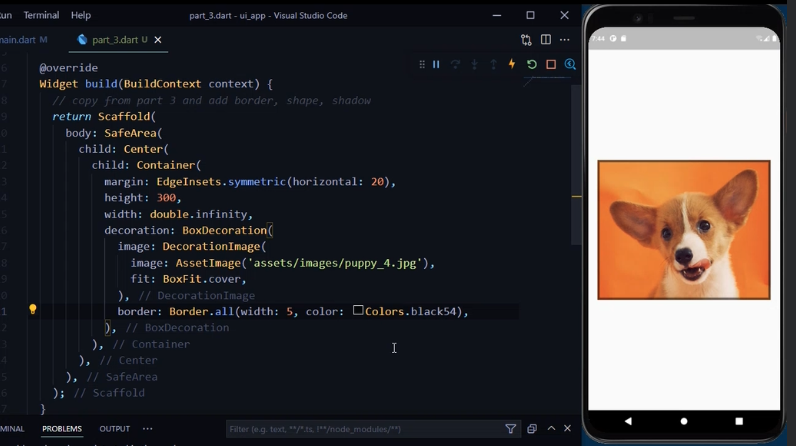 Run Terminal Help part_3.dart - ui_app - Visual Studio Code
main.dart M part_3.dart U
@override
Widget build(BuildContext context) {
// copy from part 3 and add border, shape, shadow
return Scaffold(
body: SafeArea(
child: Center(
child: Container(
margin: EdgeInsets.symmetric(horizontal: 20),
height: 300,
width: double.infinity,
decoration: BoxDecoration(
image: DecorationImage(
image: AssetImage('assets/images/puppy_4.jpg'),
fit: BoxFit.cover,
), // DecorationImage
border: Border.all(width: 5, color: Colors.black54),
), // BoxDecoration
), // Container
), // Center
), // SafeArea
); // Scaffold
}
MINAL PROBLEMS OUTPUT ··· Filter (e.g. text, **/*.ts, !**/node_modules/**)
7:44